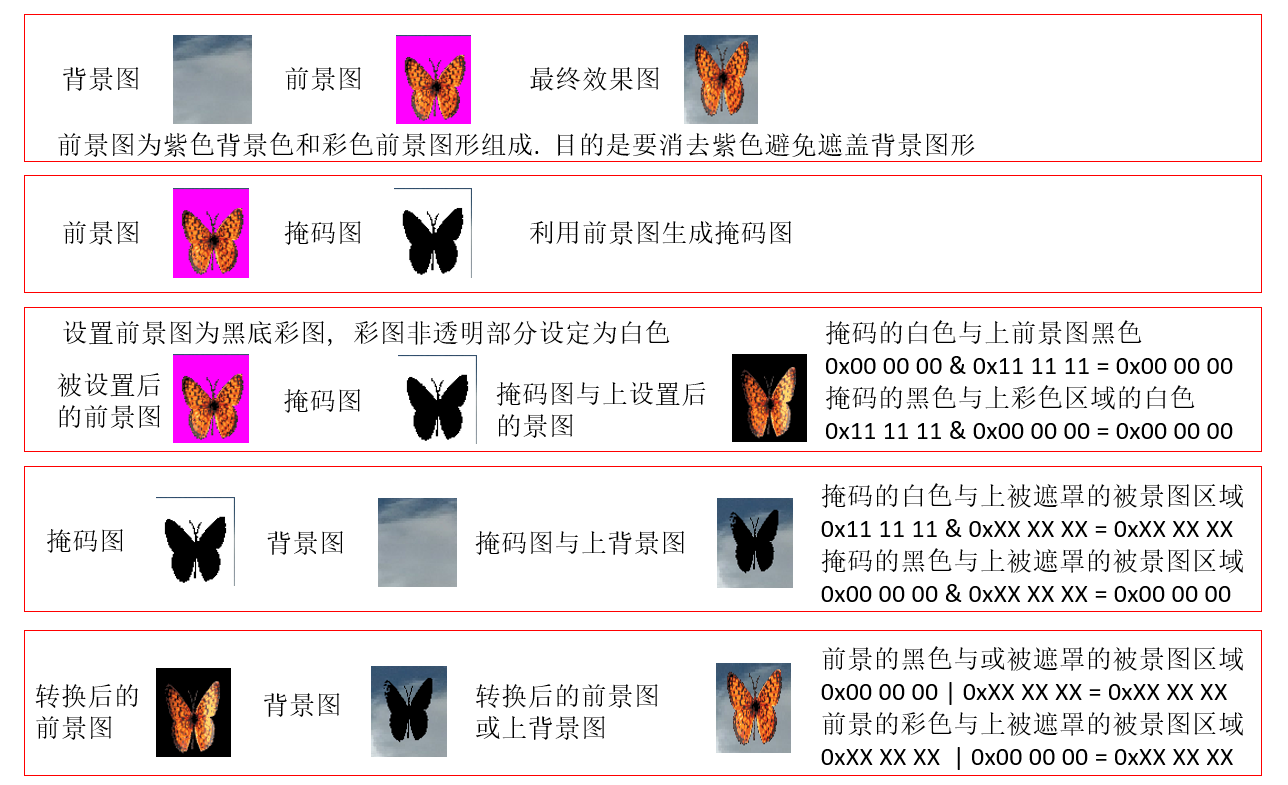 背景图 前景图 最终效果图
前景图为紫色背景色和彩色前景图形组成. 目的是要消去紫色避免遮盖背景图形
前景图 掩码图 利用前景图生成掩码图
设置前景图为黑底彩图, 彩图非透明部分设定为白色
被设置后
的前景图
掩码图
掩码图与上设置后
的景图
掩码的白色与上前景图黑色
0x00 00 00 & 0x11 11 11 = 0x00 00 00
掩码的黑色与上彩色区域的白色
0x11 11 11 & 0x00 00 00 = 0x00 00 00
掩码图 背景图 掩码图与上背景图
掩码的白色与上被遮罩的被景图区域
0x11 11 11 & 0xXX XX XX = 0xXX XX XX
掩码的黑色与上被遮罩的被景图区域
0x00 00 00 & 0xXX XX XX = 0x00 00 00
转换后的
前景图
背景图
转换后的前景图
或上背景图
前景的黑色与或被遮罩的被景图区域
0x00 00 00 | 0xXX XX XX = 0xXX XX XX
前景的彩色与上被遮罩的被景图区域
0xXX XX XX | 0x00 00 00 = 0xXX XX XX